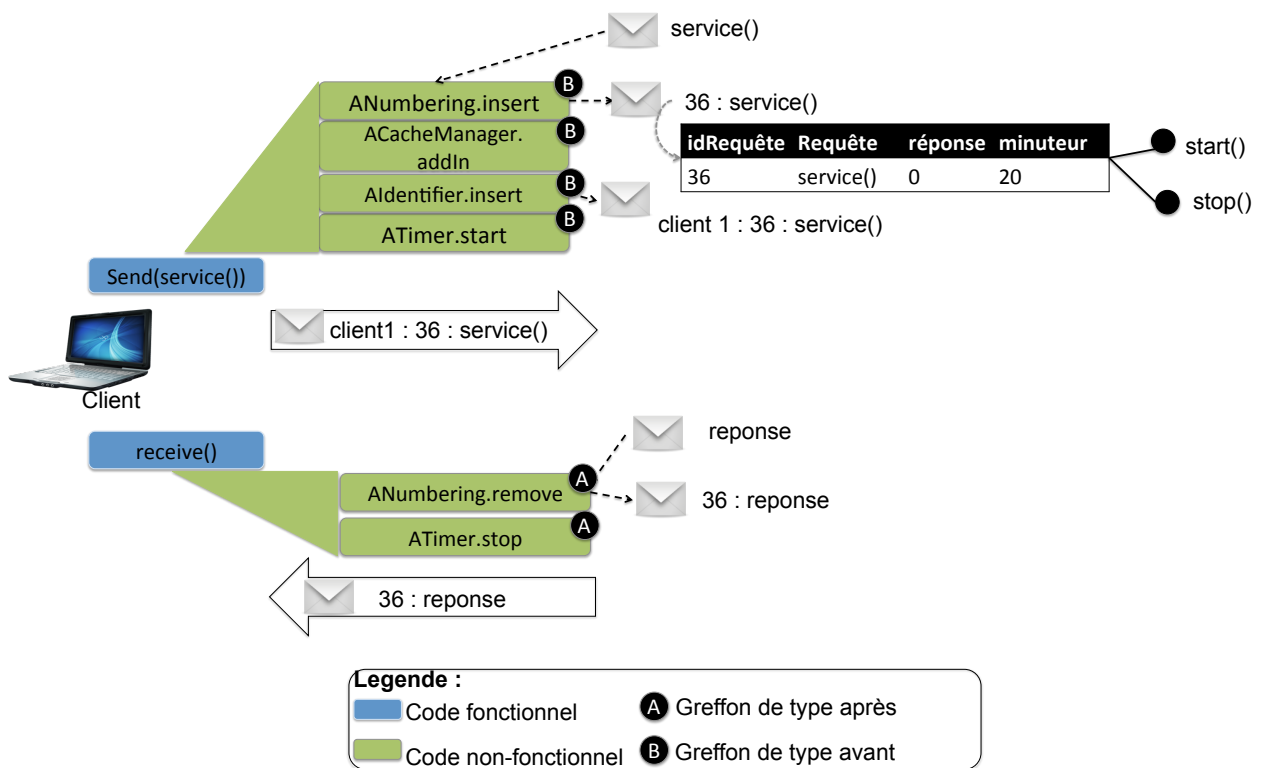 service()
ANumbering.insert
B
36 : service()
ACacheManager.
addIn
B
idRequête Requête réponse minuteur
36 service() 0 20
start()
stop()
AIdentifier.insert
B
client 1 : 36 : service()
ATimer.start
B
Send(service())
client1 : 36 : service()
Client
receive()
reponse
ANumbering.remove
A
36 : reponse
ATimer.stop
A
36 : reponse
Legende :
Code fonctionnel
A Greffon de type après
Code non-fonctionnel
B Greffon de type avant